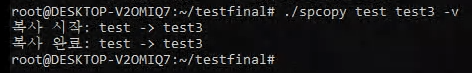 root@DESKTOP-V2OMIQ7:~/testfinal# ./spcopy test test3 -v
복사 시작: test -> test3
복사 완료: test -> test3
root@DESKTOP-V2OMIQ7:~/testfinal#